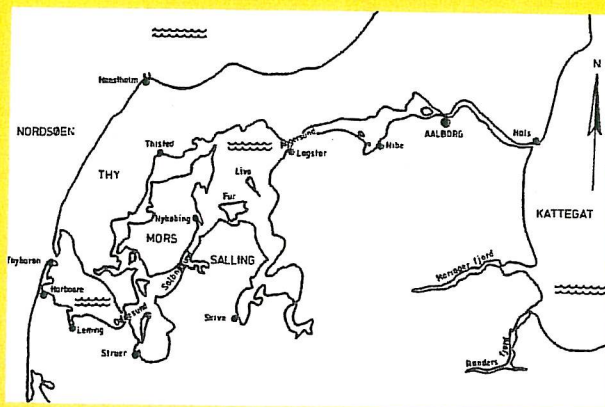 Hanstholm
N
NORDSØEN
Thisted
Løgstør
Nibe
AALBORG
Hals
THY
Livø
Fur
Nykøbing
MORS
SALLING
KATTEGAT
Thyborøn
Harboøre
Mariager fjord
Lemvig
Skive
Struer
Randers fjord